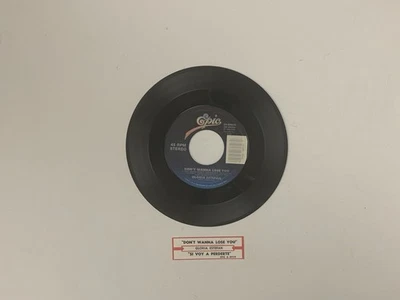 Epic
45 RPM
STEREO
DON'T WANNA LOSE YOU
GLORIA ESTEFAN
"DON'T WANNA LOSE YOU"
GLORIA ESTEFAN
"SI VOY A PERDERTE"